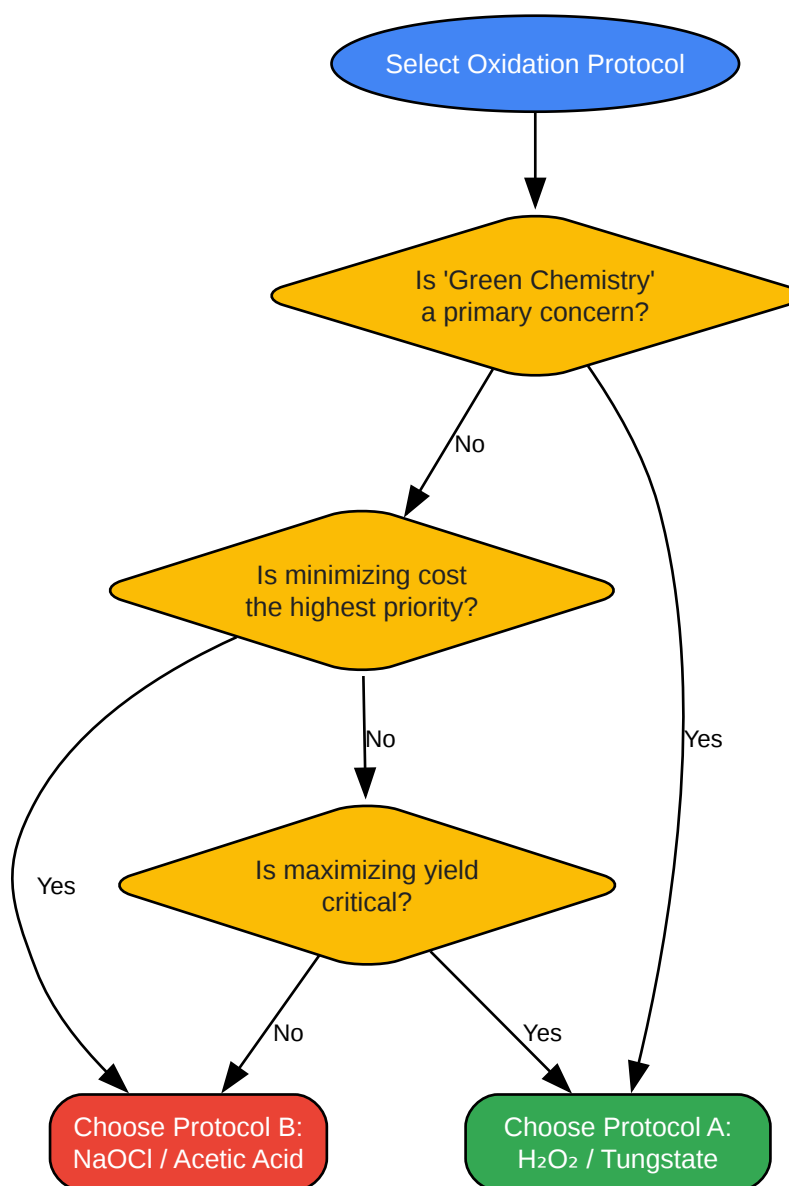 Select Oxidation Protocol
Is 'Green Chemistry'
a primary concern?
No
Is minimizing cost
the highest priority?
No
Yes
Is maximizing yield
critical?
Yes
No
Yes
Choose Protocol B:
NaOCl / Acetic Acid
Choose Protocol A:
H₂O₂ / Tungstate